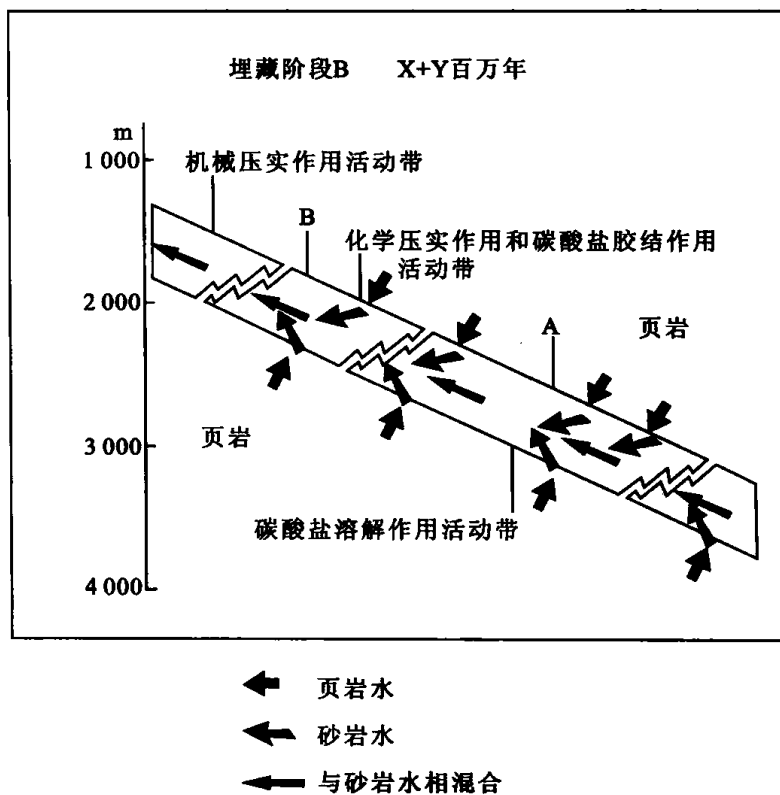 埋藏阶段B X+Y百万年
m
1 000
机械压实作用活动带
B
化学压实作用和碳酸盐胶结作用
活动带
2 000
A
页岩
页岩
3 000
碳酸盐溶解作用活动带
4 000
页岩水
砂岩水
与砂岩水相混合